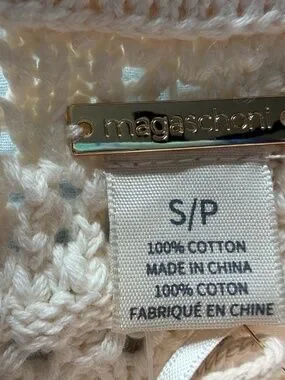 magaschoni
S/P
100% COTTON
MADE IN CHINA
100% COTON
FABRIQUÉ EN CHINE